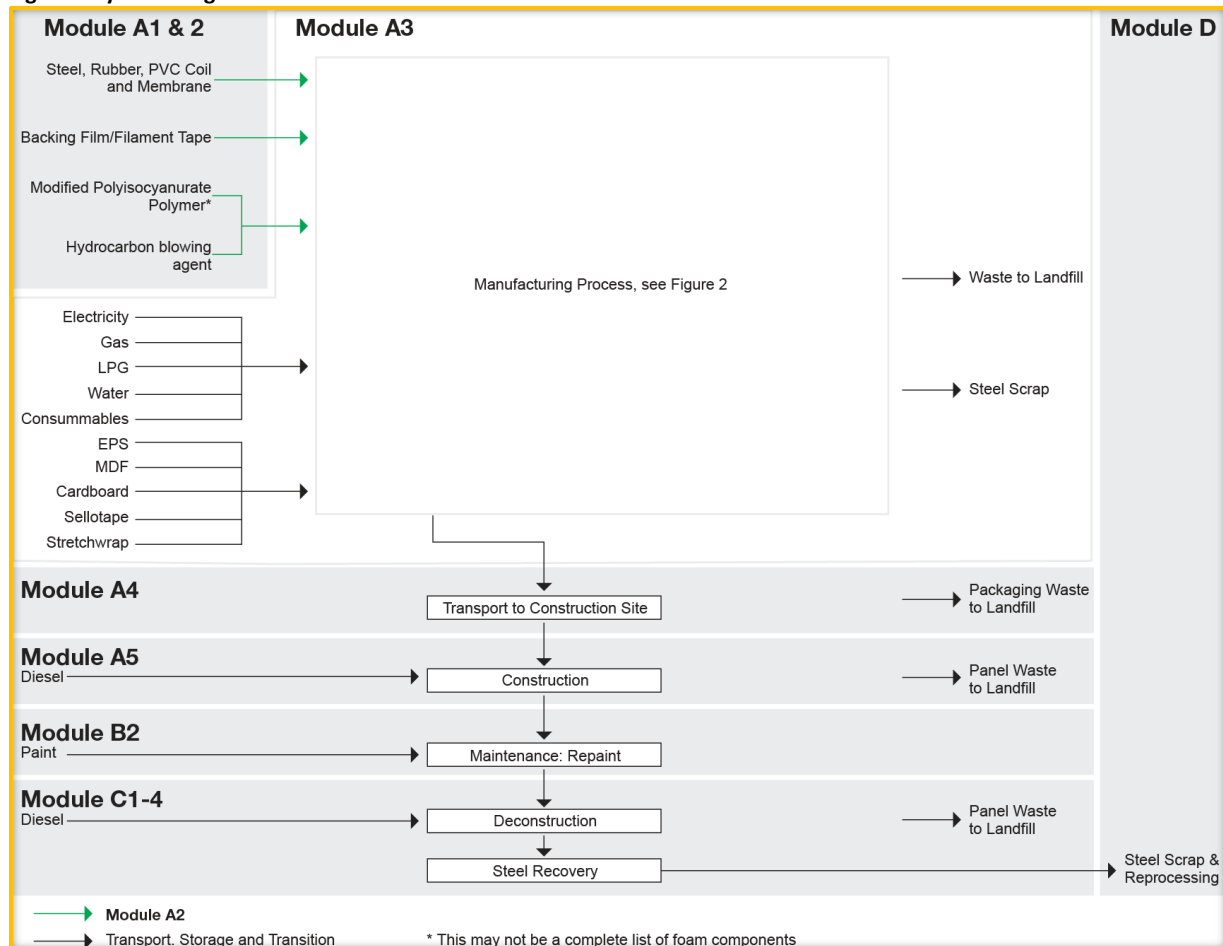 Module A1 & 2
Module A3
Module D
Steel, Rubber, PVC Coil
and Membrane
Backing Film/Filament Tape
Modified Polyisocyanurate
Polymer*
Hydrocarbon blowing
agent
Manufacturing Process, see Figure 2
Waste to Landfill
Steel Scrap
Electricity
Gas
LPG
Water
Consummables
EPS
MDF
Cardboard
Sellotape
Stretchwrap
Module A4
Transport to Construction Site
Packaging Waste
to Landfill
Module A5
Diesel
Construction
Panel Waste
to Landfill
Module B2
Paint
Maintenance: Repaint
Module C1-4
Diesel
Deconstruction
Panel Waste
to Landfill
Steel Recovery
Steel Scrap &
Reprocessing
Module A2
Transport, Storage and Transition
* This may not be a complete list of foam components